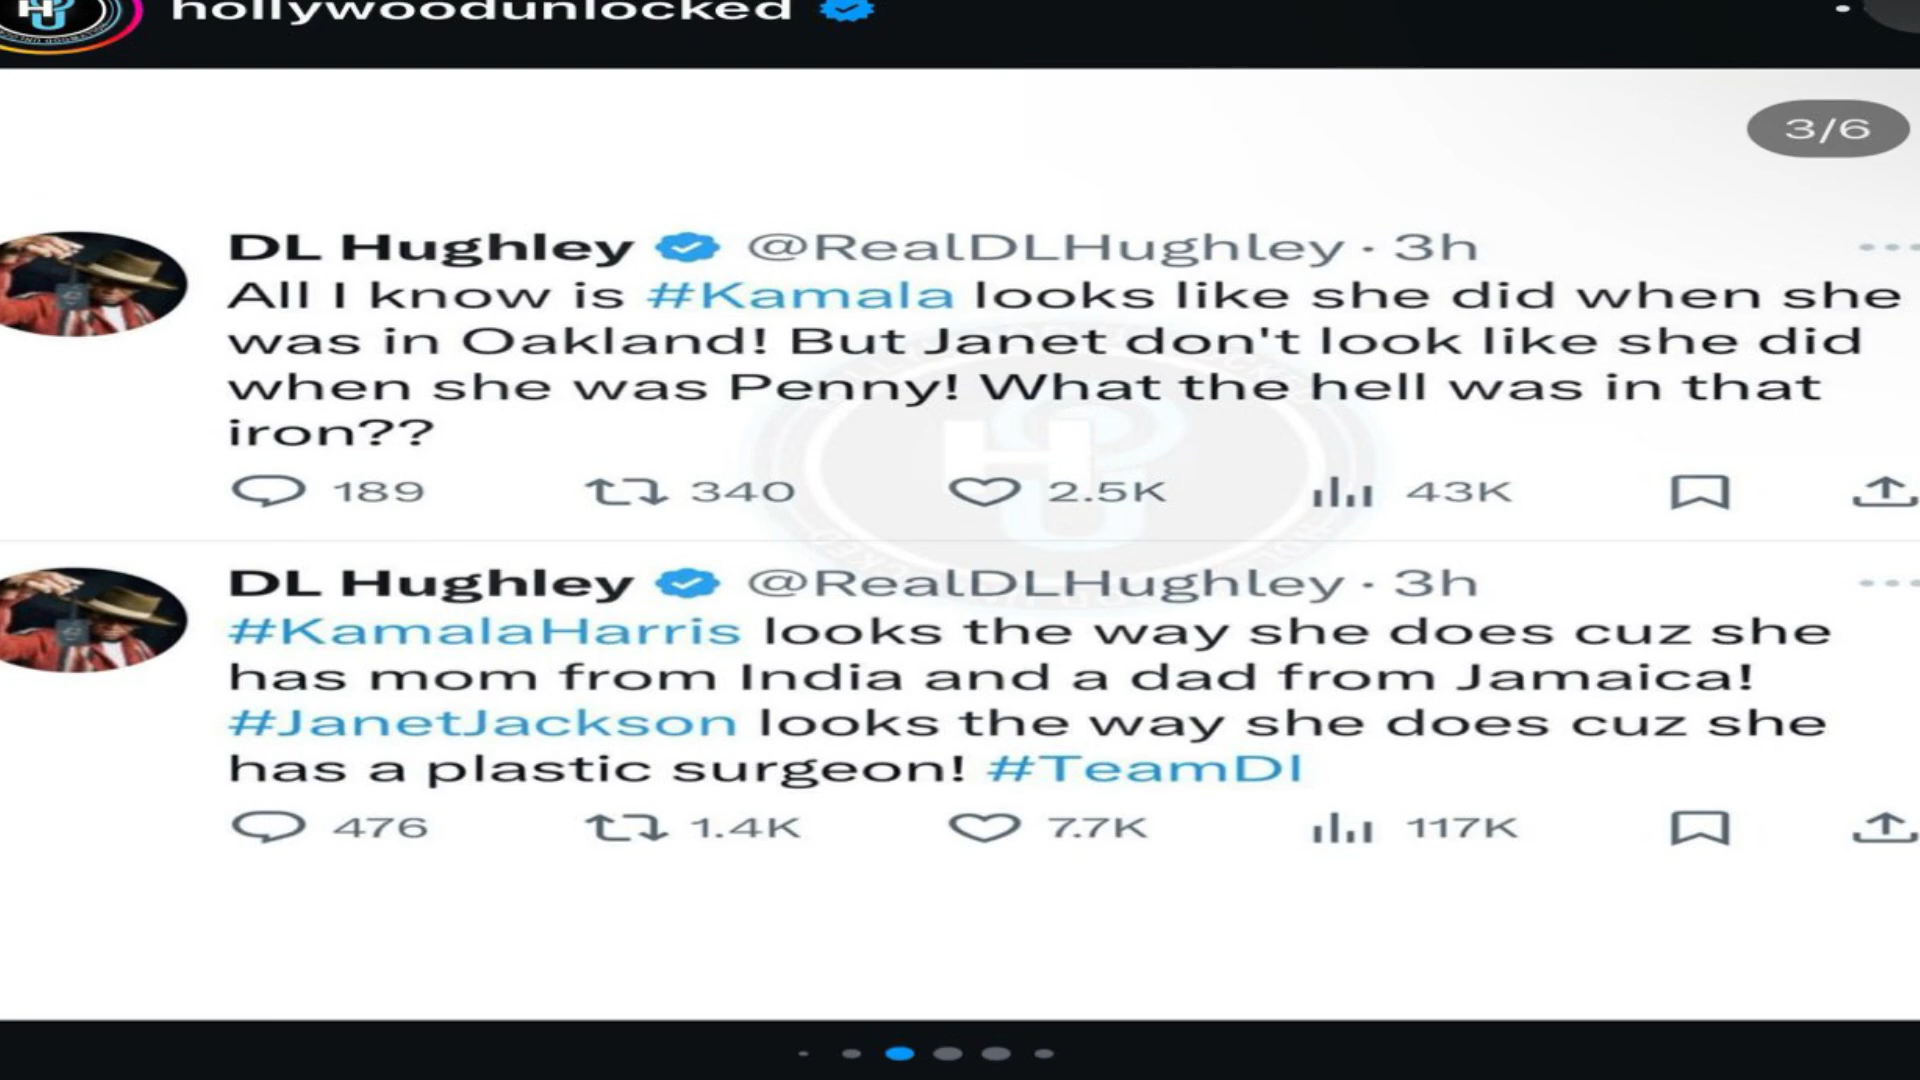 hollywoodunlocked
3/6
DL Hughley @RealDLHughley · 3h
All I know is #Kamala looks like she did when she
was in Oakland! But Janet don't look like she did
when she was Penny! What the hell was in that
iron??
189 340 2.5K 43K
DL Hughley @RealDLHughley · 3h
#KamalaHarris looks the way she does cuz she
has mom from India and a dad from Jamaica!
#JanetJackson looks the way she does cuz she
has a plastic surgeon! #TeamDl
476 1.4K 7.7K 117K